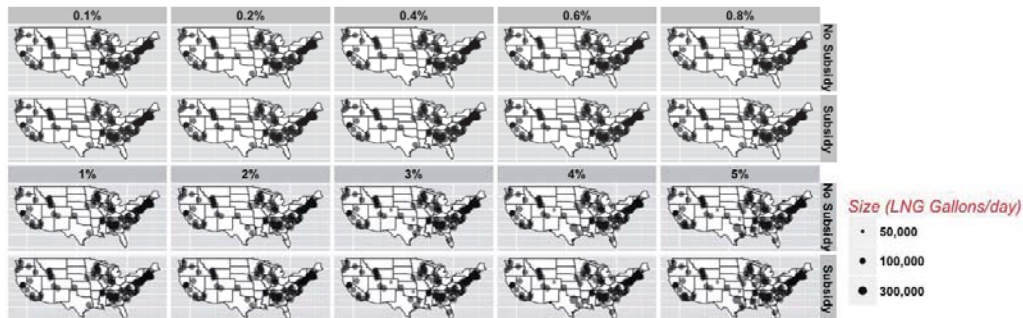 0.1% 0.2% 0.4% 0.6% 0.8%
No Subsidy
Subsidy
1% 2% 3% 4% 5%
No Subsidy
Subsidy
Size (LNG Gallons/day)
50,000
100,000
300,000